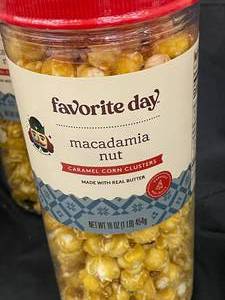 favorite day
macadamia
nut
CARAMEL CORN CLUSTERS
MADE WITH REAL BUTTER
NET WT 16 OZ (1 LB) 454g